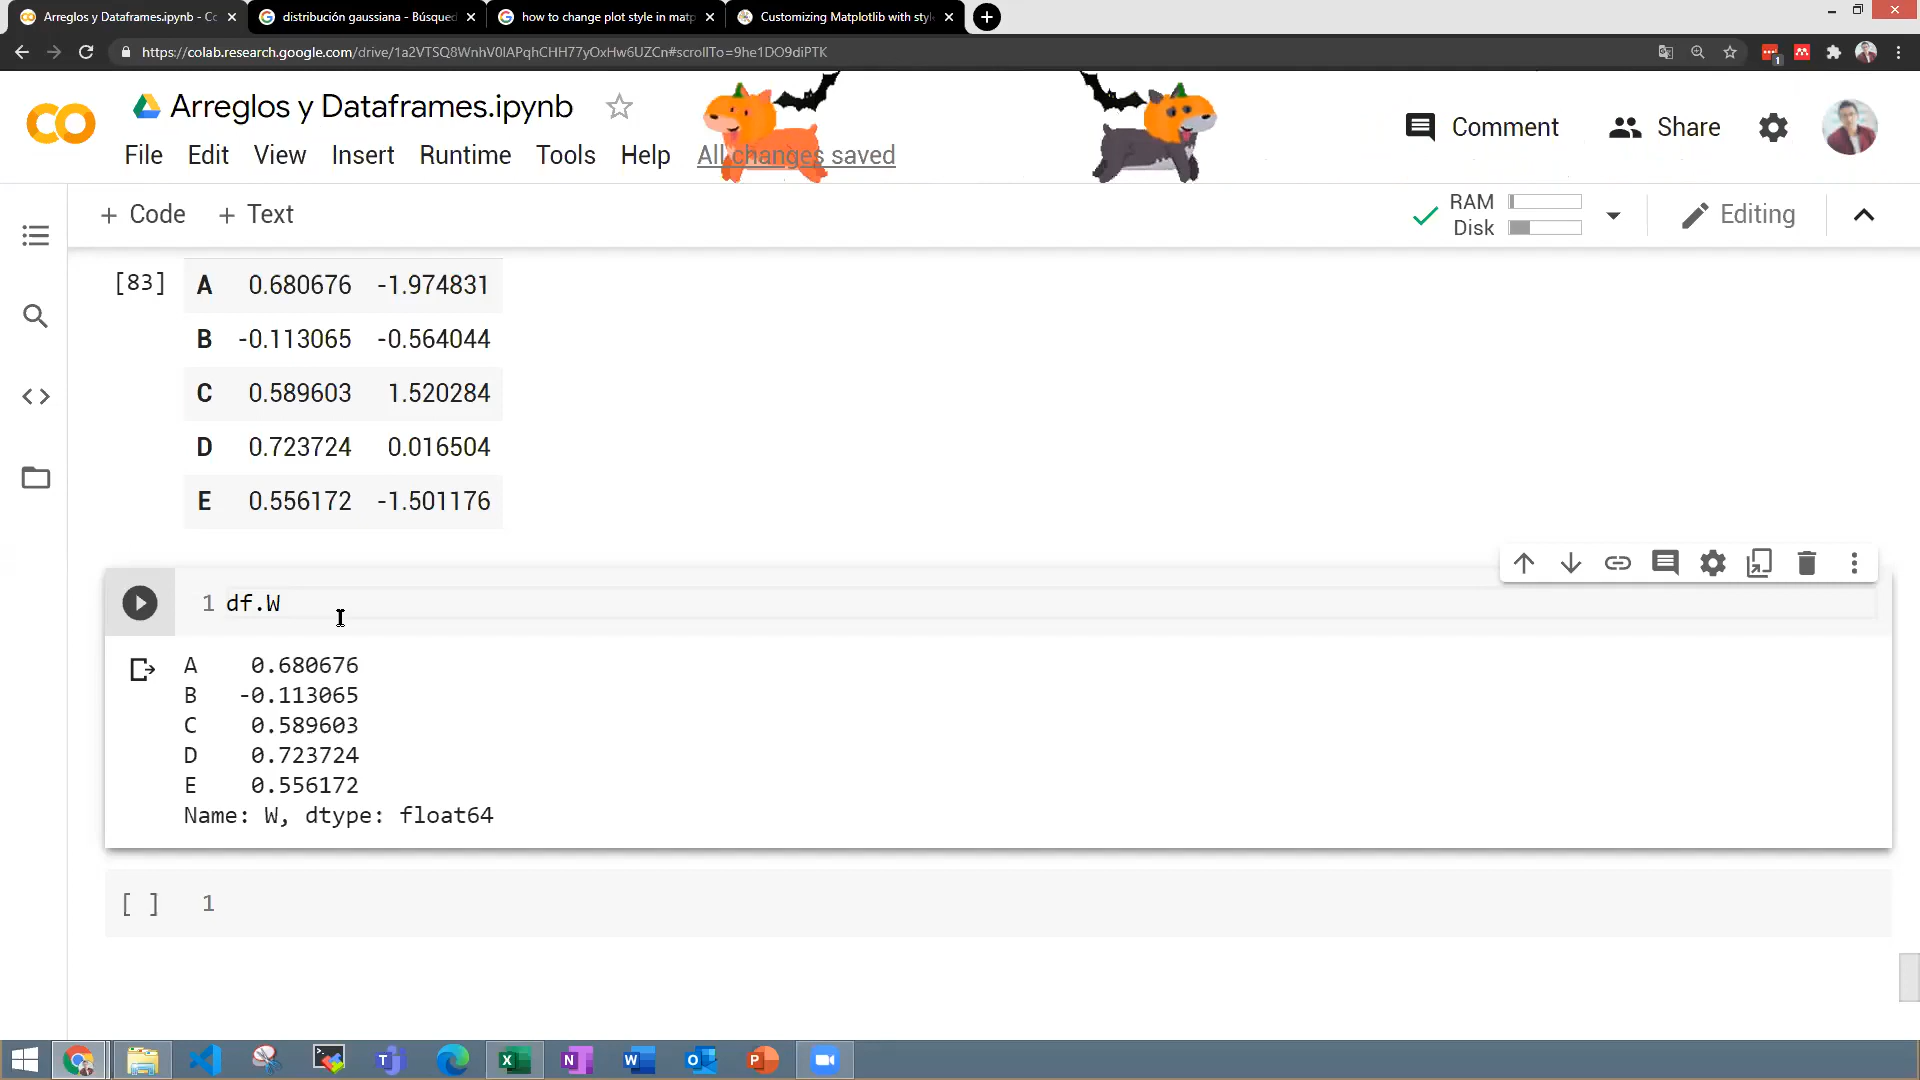 Arreglos y Dataframes.ipynb - Cc
distribución gaussiana - Búsqued
how to change plot style in matp
Customizing Matplotlib with styl
https://colab.research.google.com/drive/1a2VTSQ8WnhV0lAPqhCHH77yOxHw6UZCn#scrollTo=9he1DO9diPTK
Arreglos y Dataframes.ipynb
Comment
Share
File Edit View Insert Runtime Tools Help All changes saved
+ Code + Text
RAM
Disk
Editing
[83] A 0.680676 -1.974831
B -0.113065 -0.564044
C 0.589603 1.520284
D 0.723724 0.016504
E 0.556172 -1.501176
1 df.W
A 0.680676
B -0.113065
C 0.589603
D 0.723724
E 0.556172
Name: W, dtype: float64
[ ] 1